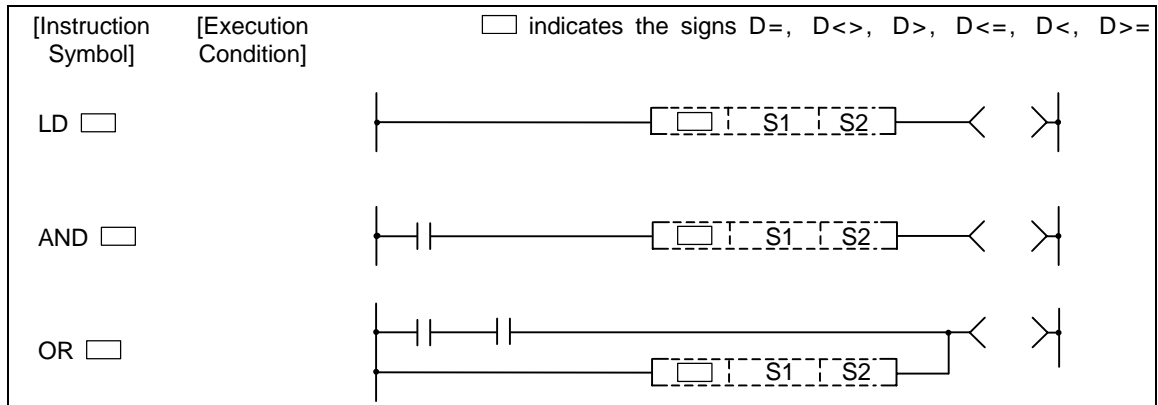 [Instruction Symbol] [Execution Condition] indicates the signs D=, D<>, D>, D<=, D<, D>=
LD S1 S2
AND S1 S2
OR S1 S2